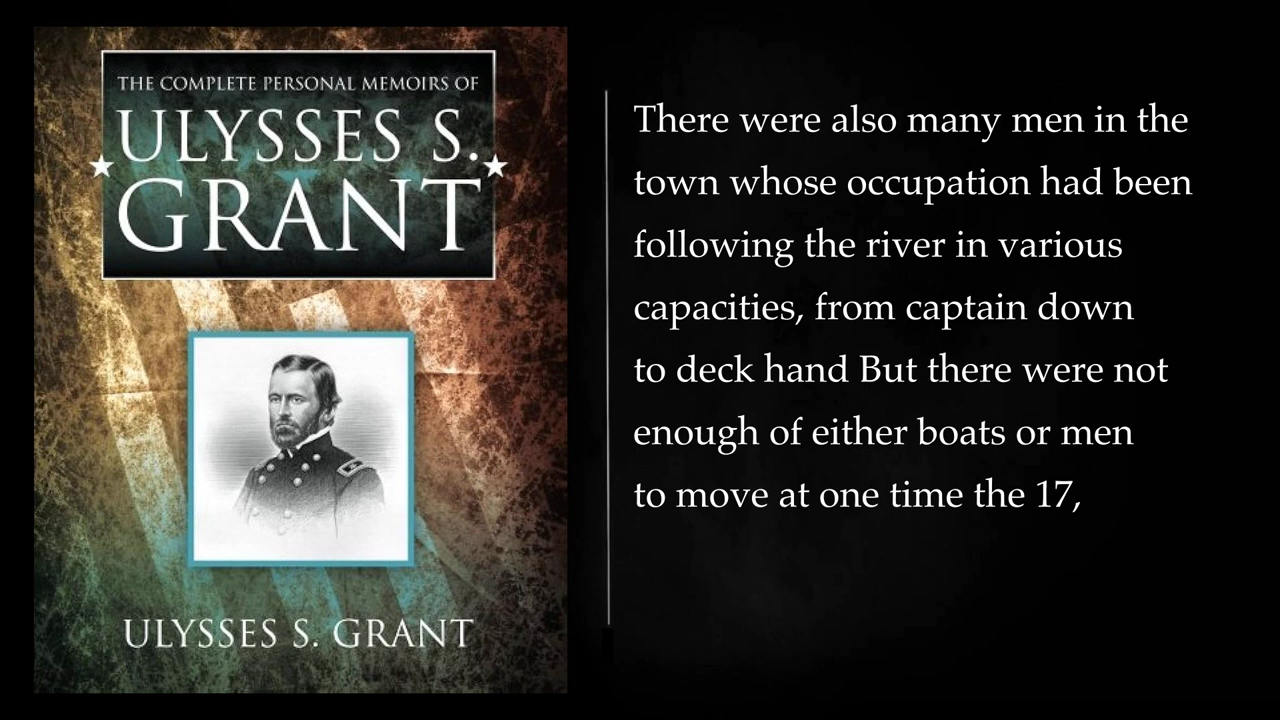 THE COMPLETE PERSONAL MEMOIRS OF
ULYSSES S.
GRANT
ULYSSES S. GRANT
There were also many men in the
town whose occupation had been
following the river in various
capacities, from captain down
to deck hand But there were not
enough of either boats or men
to move at one time the 17,